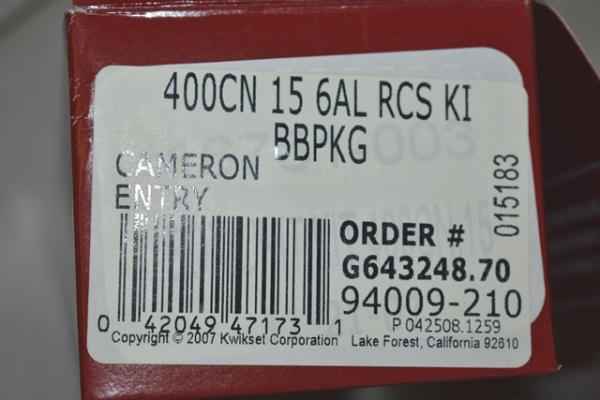 400CN 15 6AL RCS KI
BBPKG
CAMERON
ENTRY
015183
ORDER #
G643248.70
94009-210
0 42049 47173 1
P 042508.1259
Copyright © 2007 Kwikset Corporation Lake Forest, California 92610